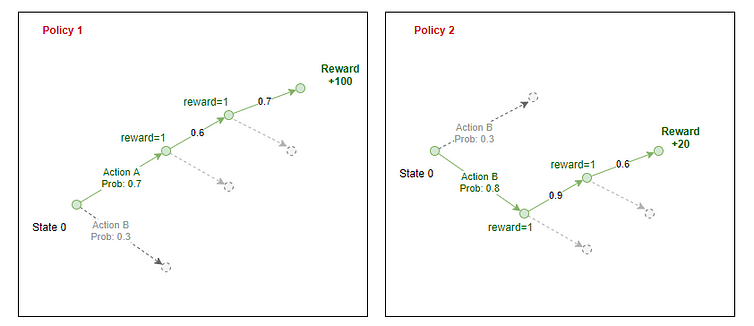 Policy 1
Reward
+100
0.7
reward=1
0.6
reward=1
Action A
Prob: 0.7
State 0
Action B
Prob: 0.3
Policy 2
Action B
Prob: 0.3
Reward
+20
State 0
reward=1
0.6
Action B
Prob: 0.8
0.9
reward=1